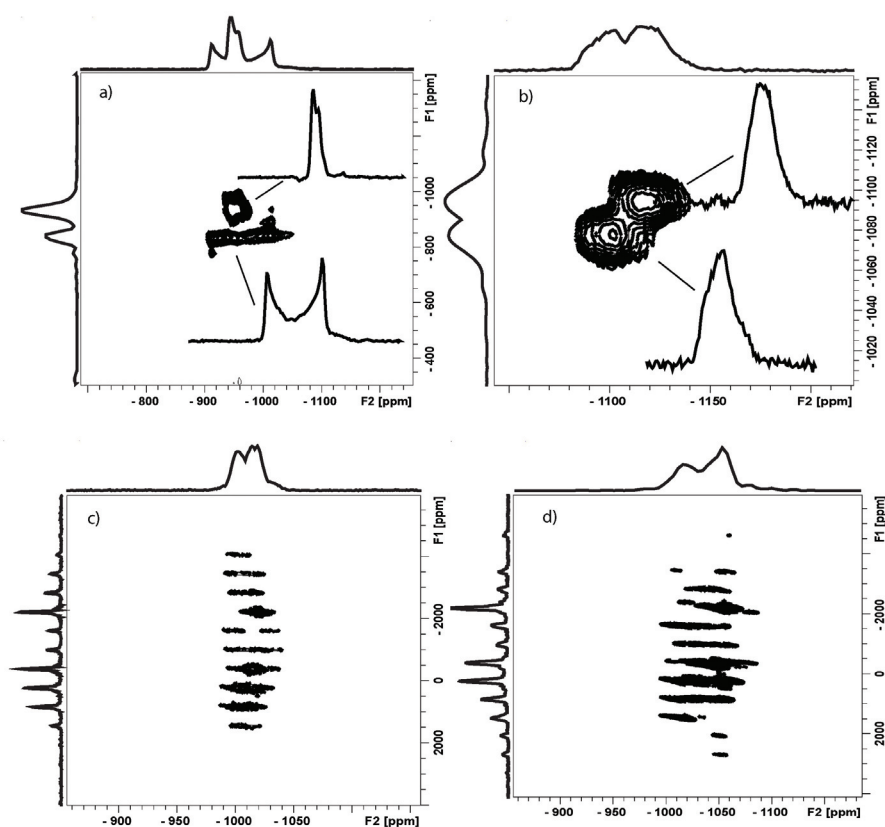 a)
F1 [ppm]
- 1000
- 800
- 600
- 400
- 800
- 900
- 1000
- 1100
F2 [ppm]
b)
F1 [ppm]
- 1120
- 1100
- 1080
- 1060
- 1040
- 1020
- 1100
- 1150
F2 [ppm]
c)
F1 [ppm]
- 2000
0
2000
- 900
- 950
- 1000
- 1050
F2 [ppm]
d)
F1 [ppm]
- 2000
0
2000
- 900
- 950
- 1000
- 1050
- 1100
F2 [ppm]